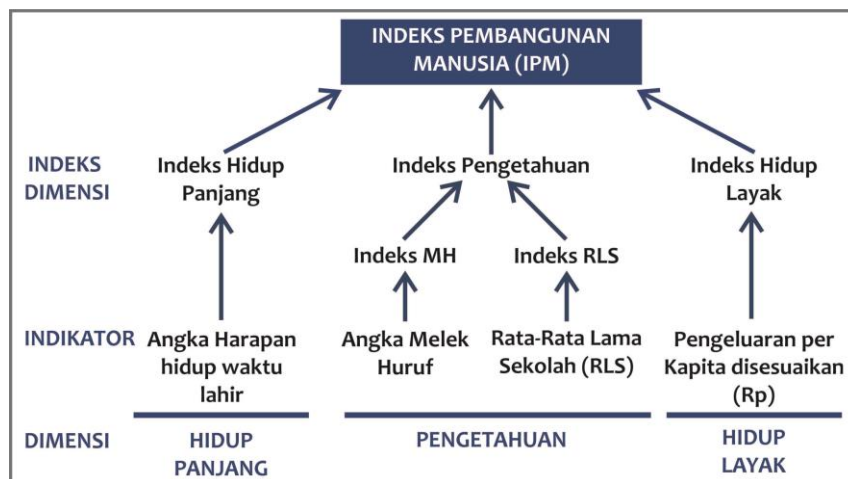 INDEKS PEMBANGUNAN
MANUSIA (IPM)
INDEKS
DIMENSI
Indeks Hidup
Panjang
Indeks Pengetahuan
Indeks Hidup
Layak
Indeks MH
Indeks RLS
INDIKATOR
Angka Harapan
hidup waktu
lahir
Angka Melek
Huruf
Rata-Rata Lama
Sekolah (RLS)
Pengeluaran per
Kapita disesuaikan
(Rp)
DIMENSI
HIDUP
PANJANG
PENGETAHUAN
HIDUP
LAYAK